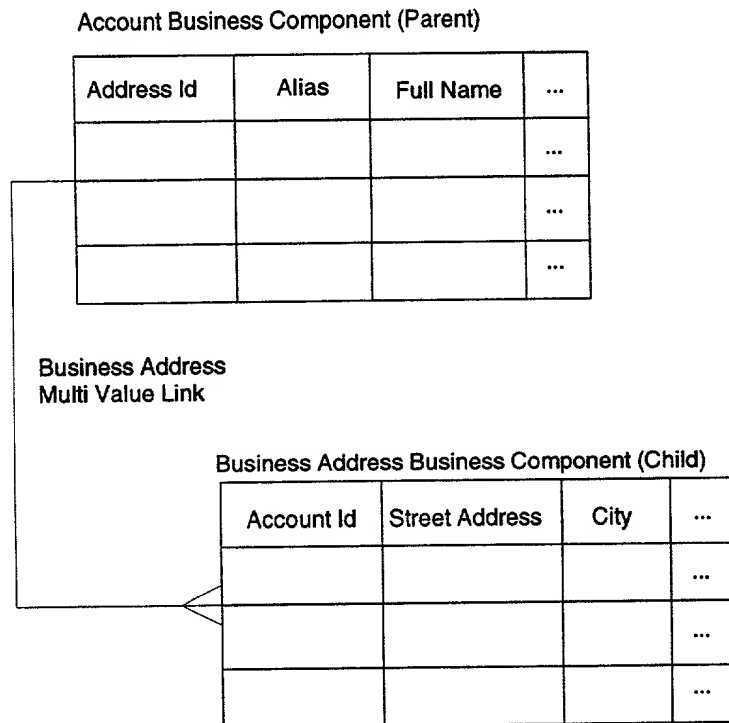 Account Business Component (Parent)
Address Id Alias Full Name ...
...
...
...
Business Address
Multi Value Link
Business Address Business Component (Child)
Account Id Street Address City ...
...
...
...